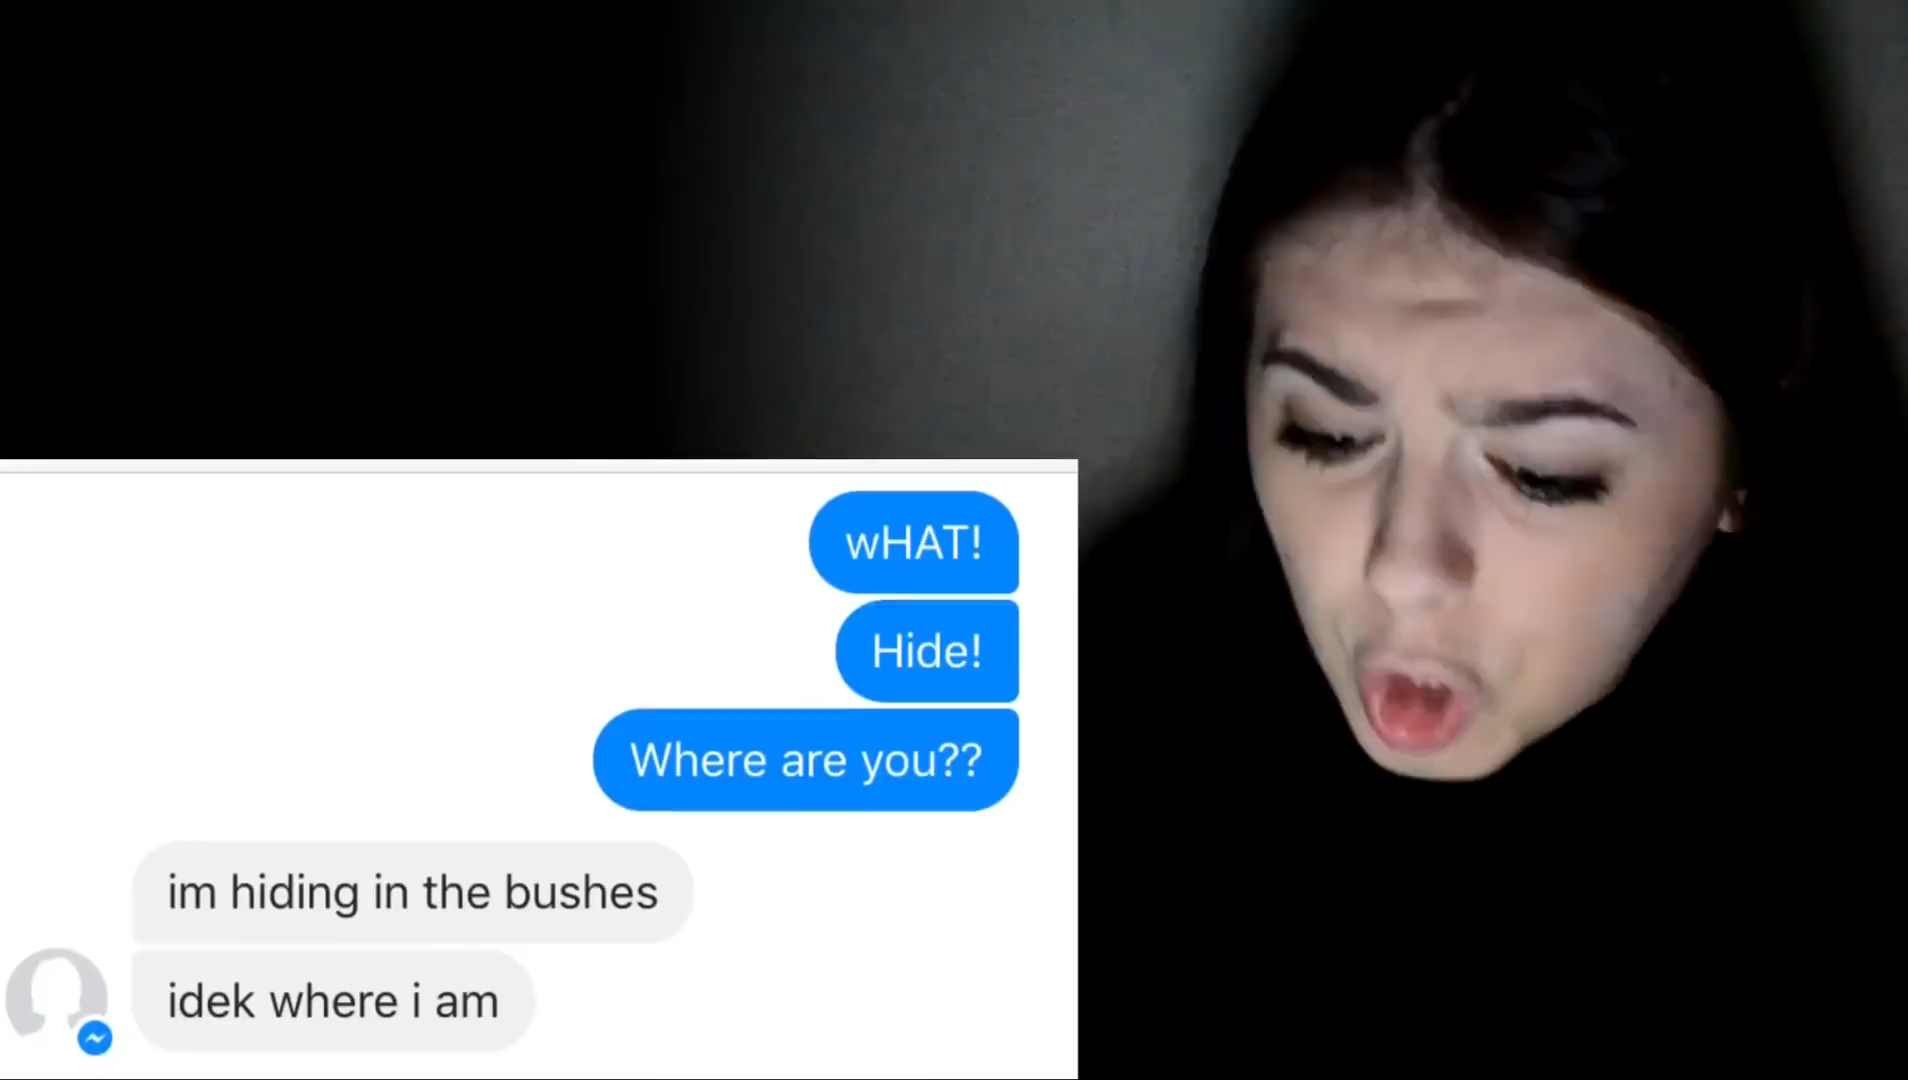 wHAT!
Hide!
Where are you??
im hiding in the bushes
idek where i am